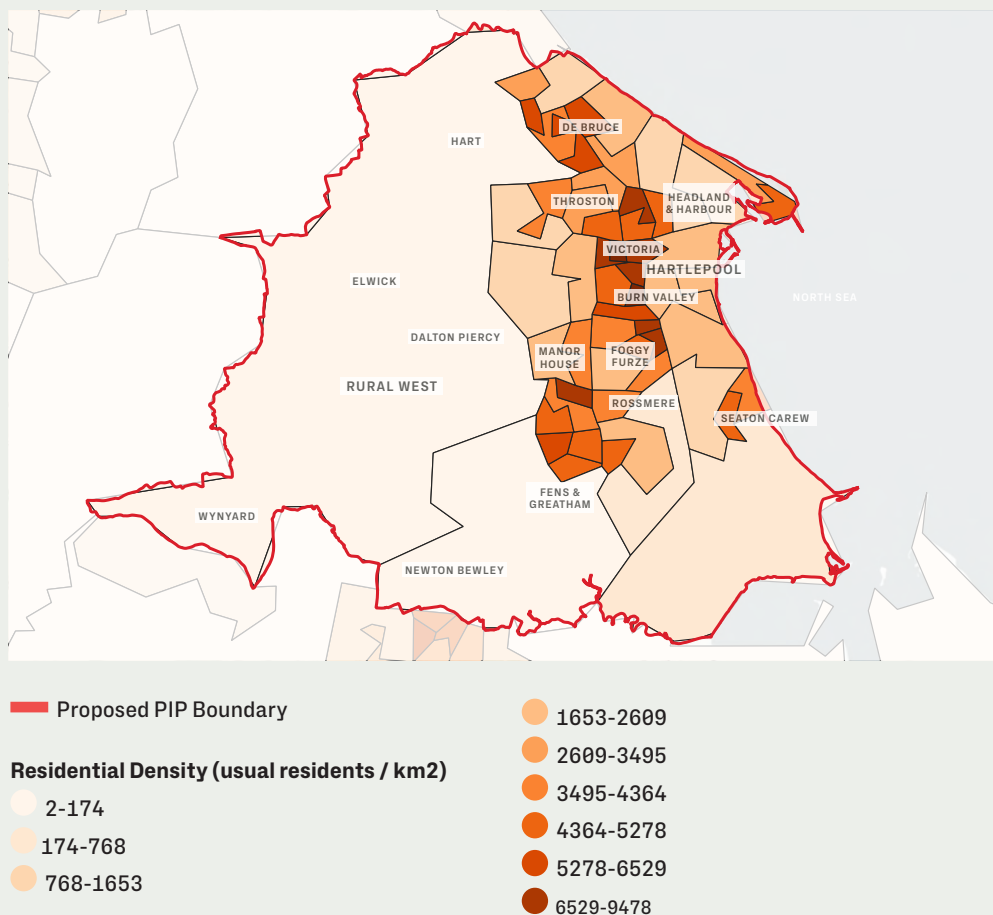 HART
DE BRUCE
THROSTON
HEADLAND
& HARBOUR
VICTORIA
HARTLEPOOL
ELWICK
BURN VALLEY
NORTH SEA
DALTON PIERCY
MANOR
HOUSE
FOGGY
FURZE
RURAL WEST
ROSSMERE
SEATON CAREW
FENS &
GREATHAM
WYNYARD
NEWTON BEWLEY
Proposed PIP Boundary
Residential Density (usual residents / km2)
2-174
174-768
768-1653
1653-2609
2609-3495
3495-4364
4364-5278
5278-6529
6529-9478